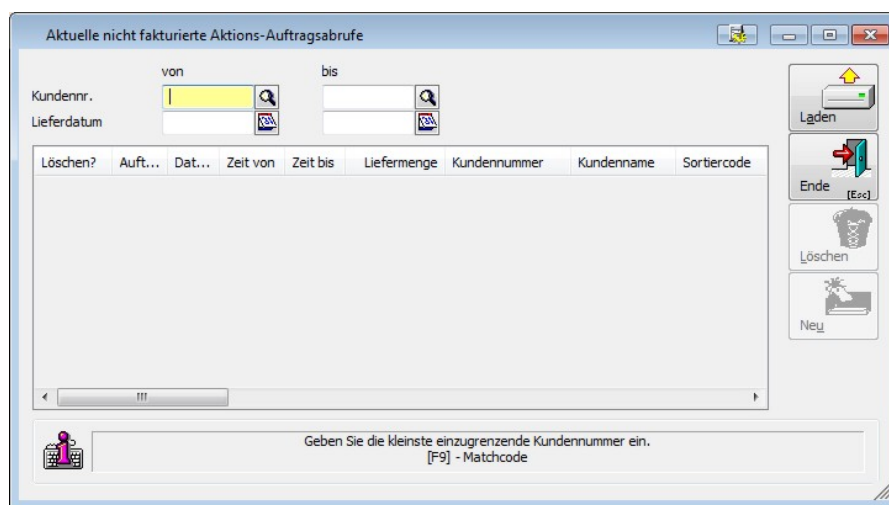 Aktuelle nicht fakturierte Aktions-Auftragsabrufe
von bis
Kundennr.
Lieferdatum
Löschen? Auft... Dat... Zeit von Zeit bis Liefermenge Kundennummer Kundenname Sortiercode
Laden
Ende [Esc]
Löschen
Neu
Geben Sie die kleinste einzugrenzende Kundennummer ein.
[F9] - Matchcode